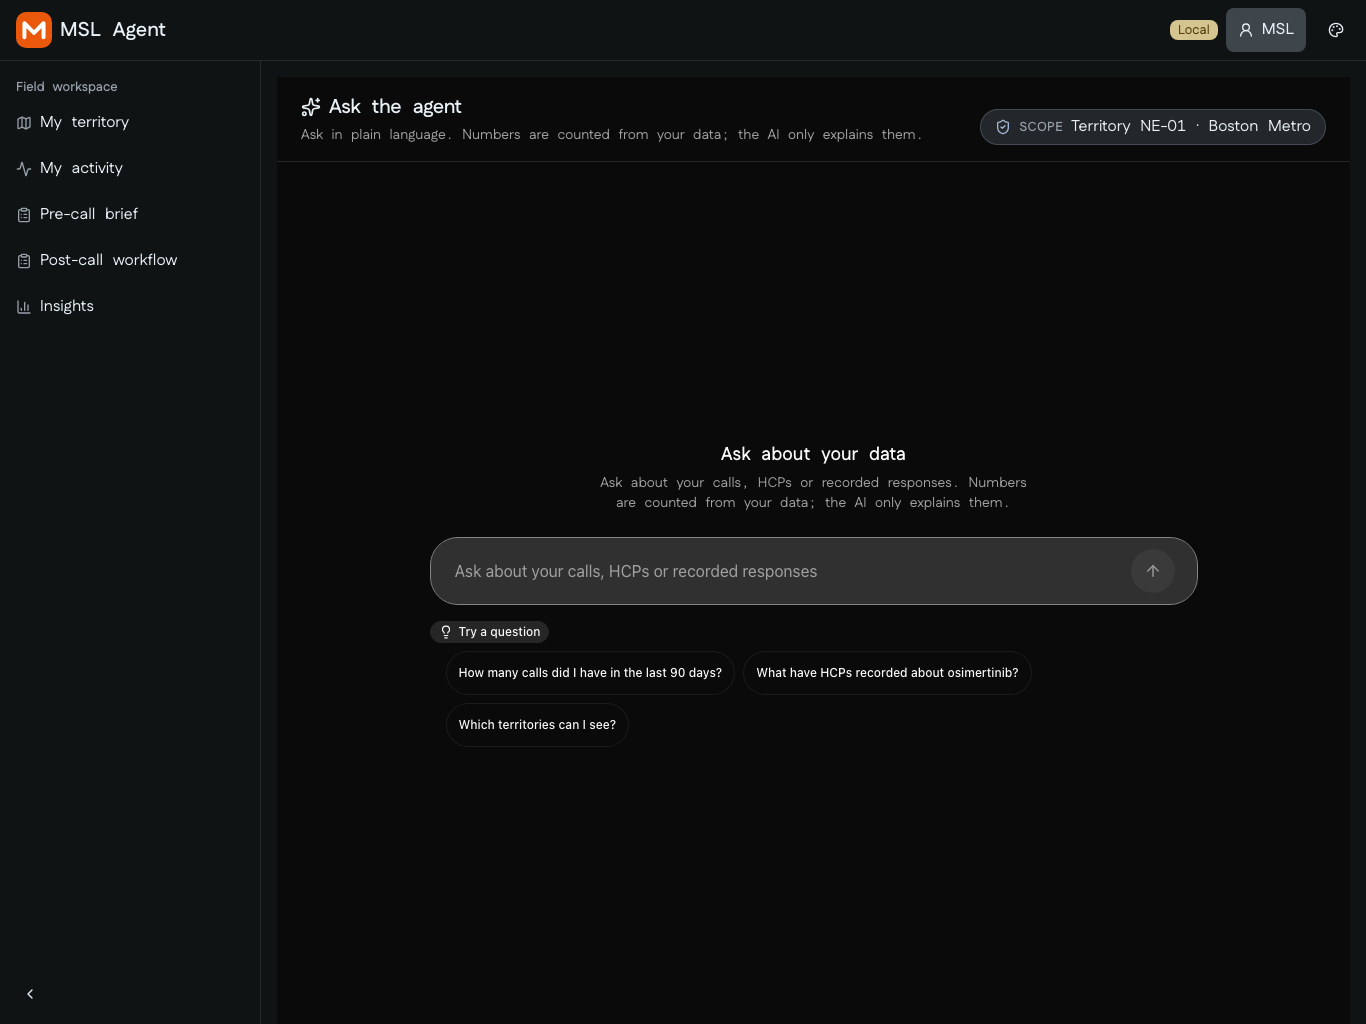 MSL Agent
Local
MSL
Field workspace
My territory
My activity
Pre-call brief
Post-call workflow
Insights
Ask the agent
Ask in plain language. Numbers are counted from your data; the AI only explains them.
SCOPE Territory NE-01 · Boston Metro
Ask about your data
Ask about your calls, HCPs or recorded responses. Numbers
are counted from your data; the AI only explains them.
Ask about your calls, HCPs or recorded responses
Try a question
How many calls did I have in the last 90 days?
What have HCPs recorded about osimertinib?
Which territories can I see?